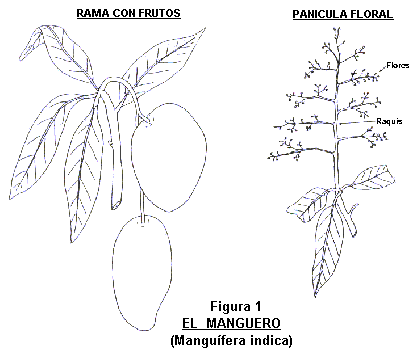 RAMA CON FRUTOS
PANICULA FLORAL
Flores
Raquis
Figura 1
EL MANGUERO
(Manguífera indica)